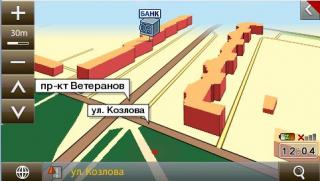 БАНК
30m
пр-кт Ветеранов
ул. Козлова
12:04
ул Козлова